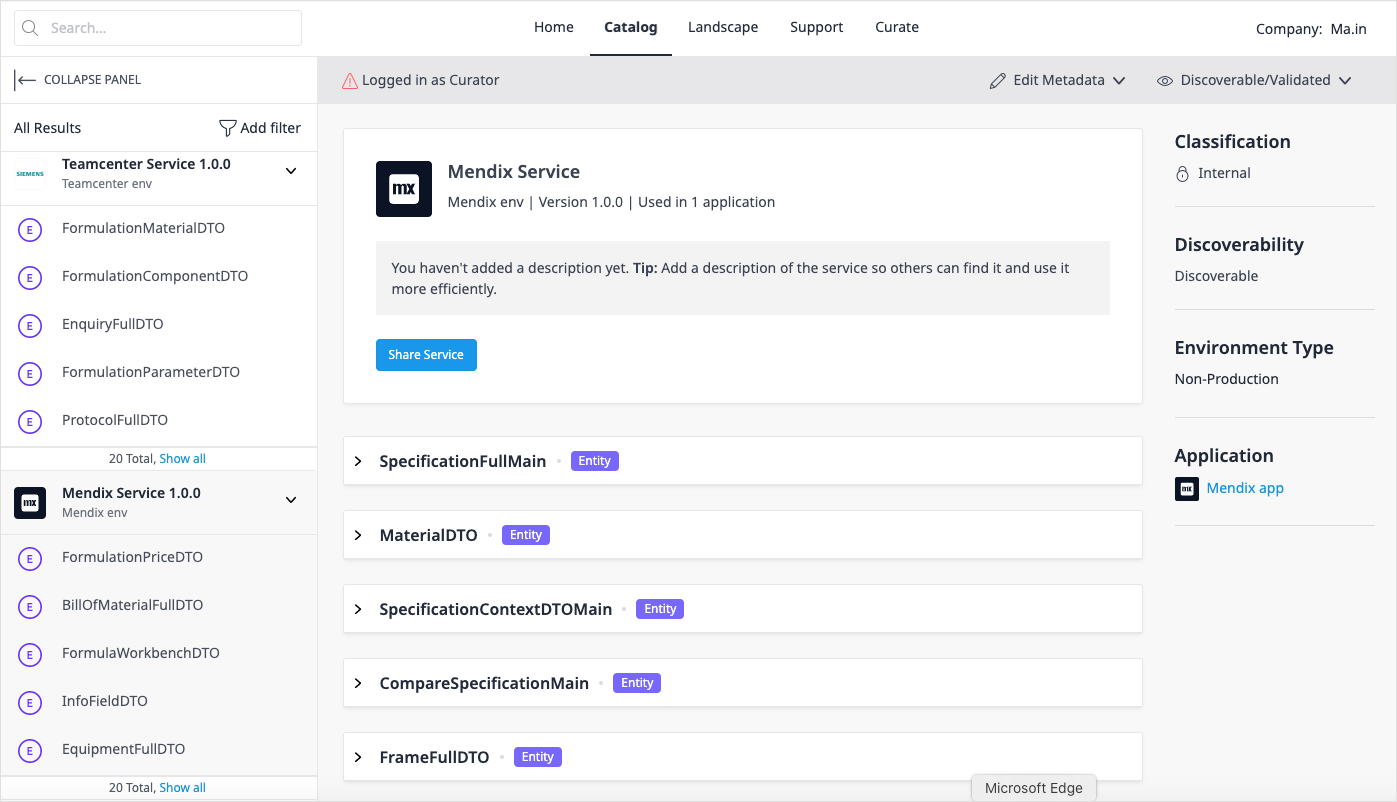 Search...
Home Catalog Landscape Support Curate
Company: Ma.in
COLLAPSE PANEL
Logged in as Curator
Edit Metadata
Discoverable/Validated
All Results
Add filter
SIEMENS
Teamcenter Service 1.0.0
Teamcenter env
E FormulationMaterialDTO
E FormulationComponentDTO
E EnquiryFullDTO
E FormulationParameterDTO
E ProtocolFullDTO
20 Total, Show all
mx
Mendix Service 1.0.0
Mendix env
E FormulationPriceDTO
E BillOfMaterialFullDTO
E FormulaWorkbenchDTO
E InfoFieldDTO
E EquipmentFullDTO
20 Total, Show all
mx
Mendix Service
Mendix env | Version 1.0.0 | Used in 1 application
You haven't added a description yet. Tip: Add a description of the service so others can find it and use it
more efficiently.
Share Service
SpecificationFullMain Entity
MaterialDTO Entity
SpecificationContextDTOMain Entity
CompareSpecificationMain Entity
FrameFullDTO Entity
Classification
Internal
Discoverability
Discoverable
Environment Type
Non-Production
Application
mx Mendix app
Microsoft Edge